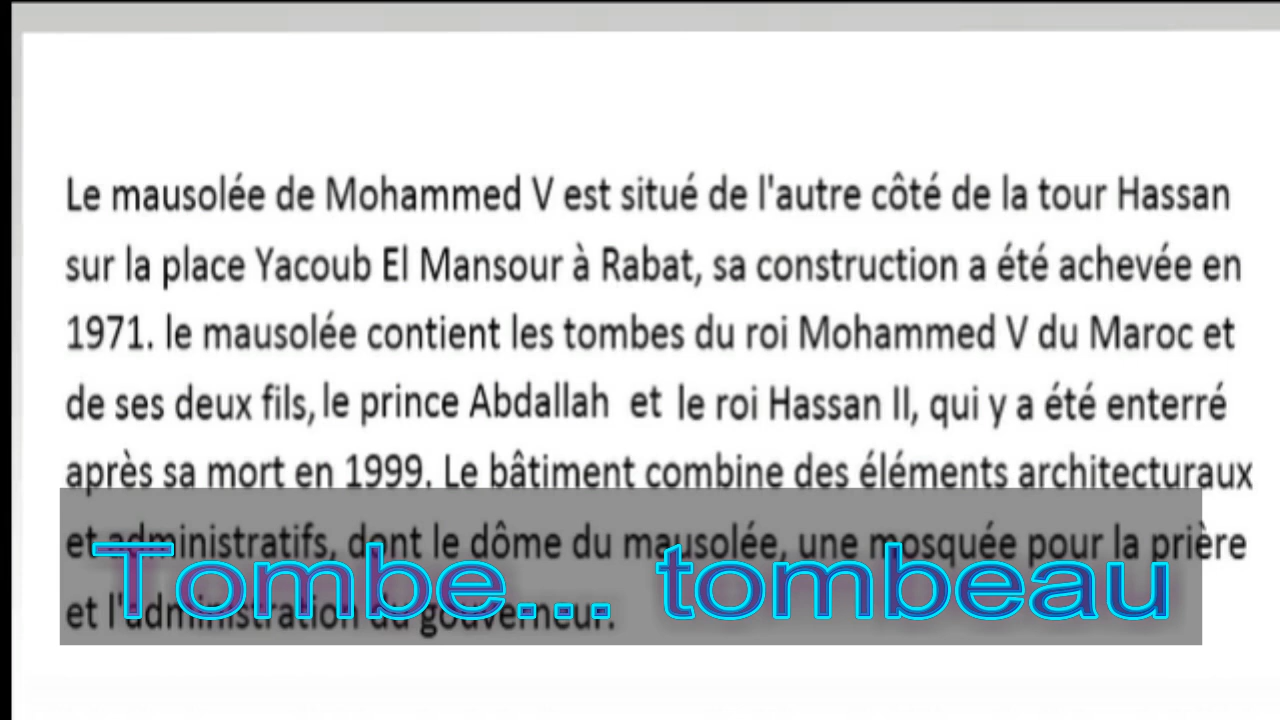 Le mausolée de Mohammed V est situé de l'autre côté de la tour Hassan
sur la place Yacoub El Mansour à Rabat, sa construction a été achevée en
1971. le mausolée contient les tombes du roi Mohammed V du Maroc et
de ses deux fils, le prince Abdallah et le roi Hassan II, qui y a été enterré
après sa mort en 1999. Le bâtiment combine des éléments architecturaux
et administratifs, dont le dôme du mausolée, une mosquée pour la prière
et l'administration du gouverneur.
Tombe... tombeau